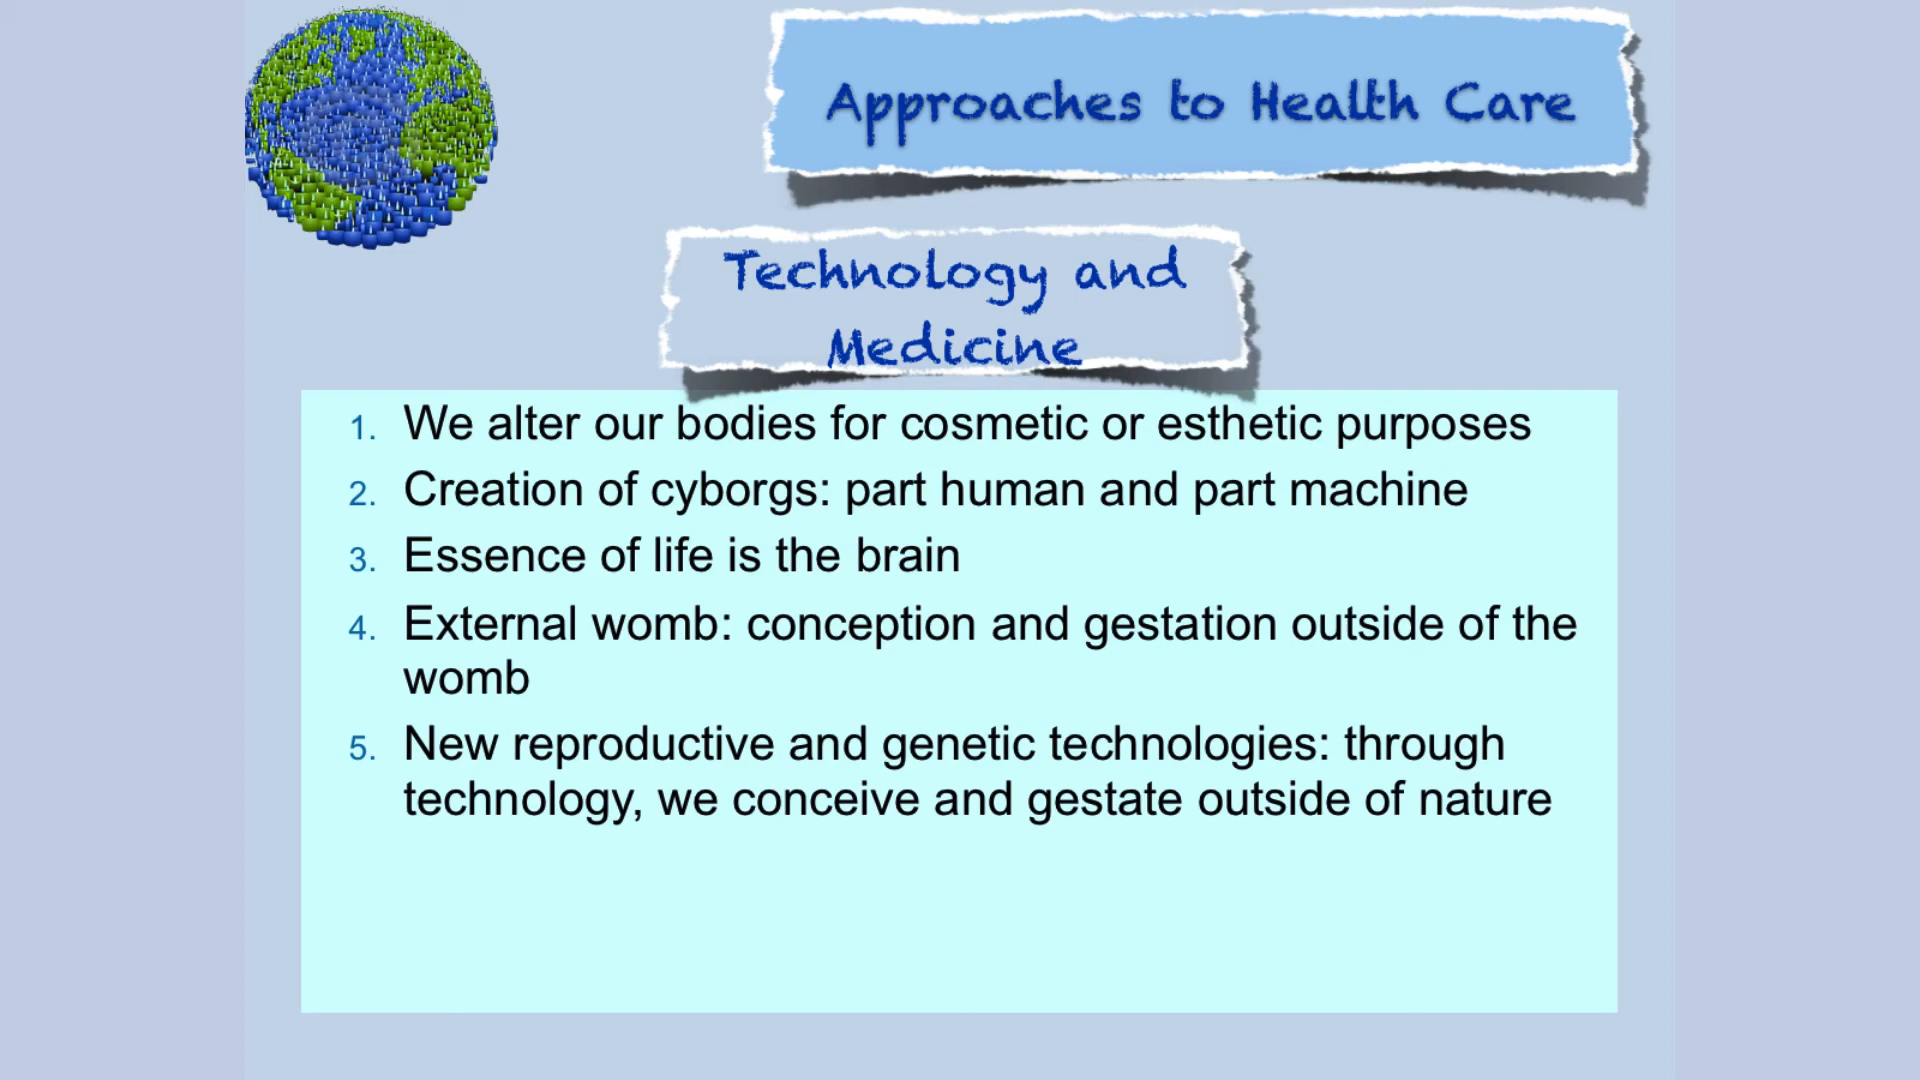 Approaches to Health Care
Technology and
Medicine
1. We alter our bodies for cosmetic or esthetic purposes
2. Creation of cyborgs: part human and part machine
3. Essence of life is the brain
4. External womb: conception and gestation outside of the
womb
5. New reproductive and genetic technologies: through
technology, we conceive and gestate outside of nature